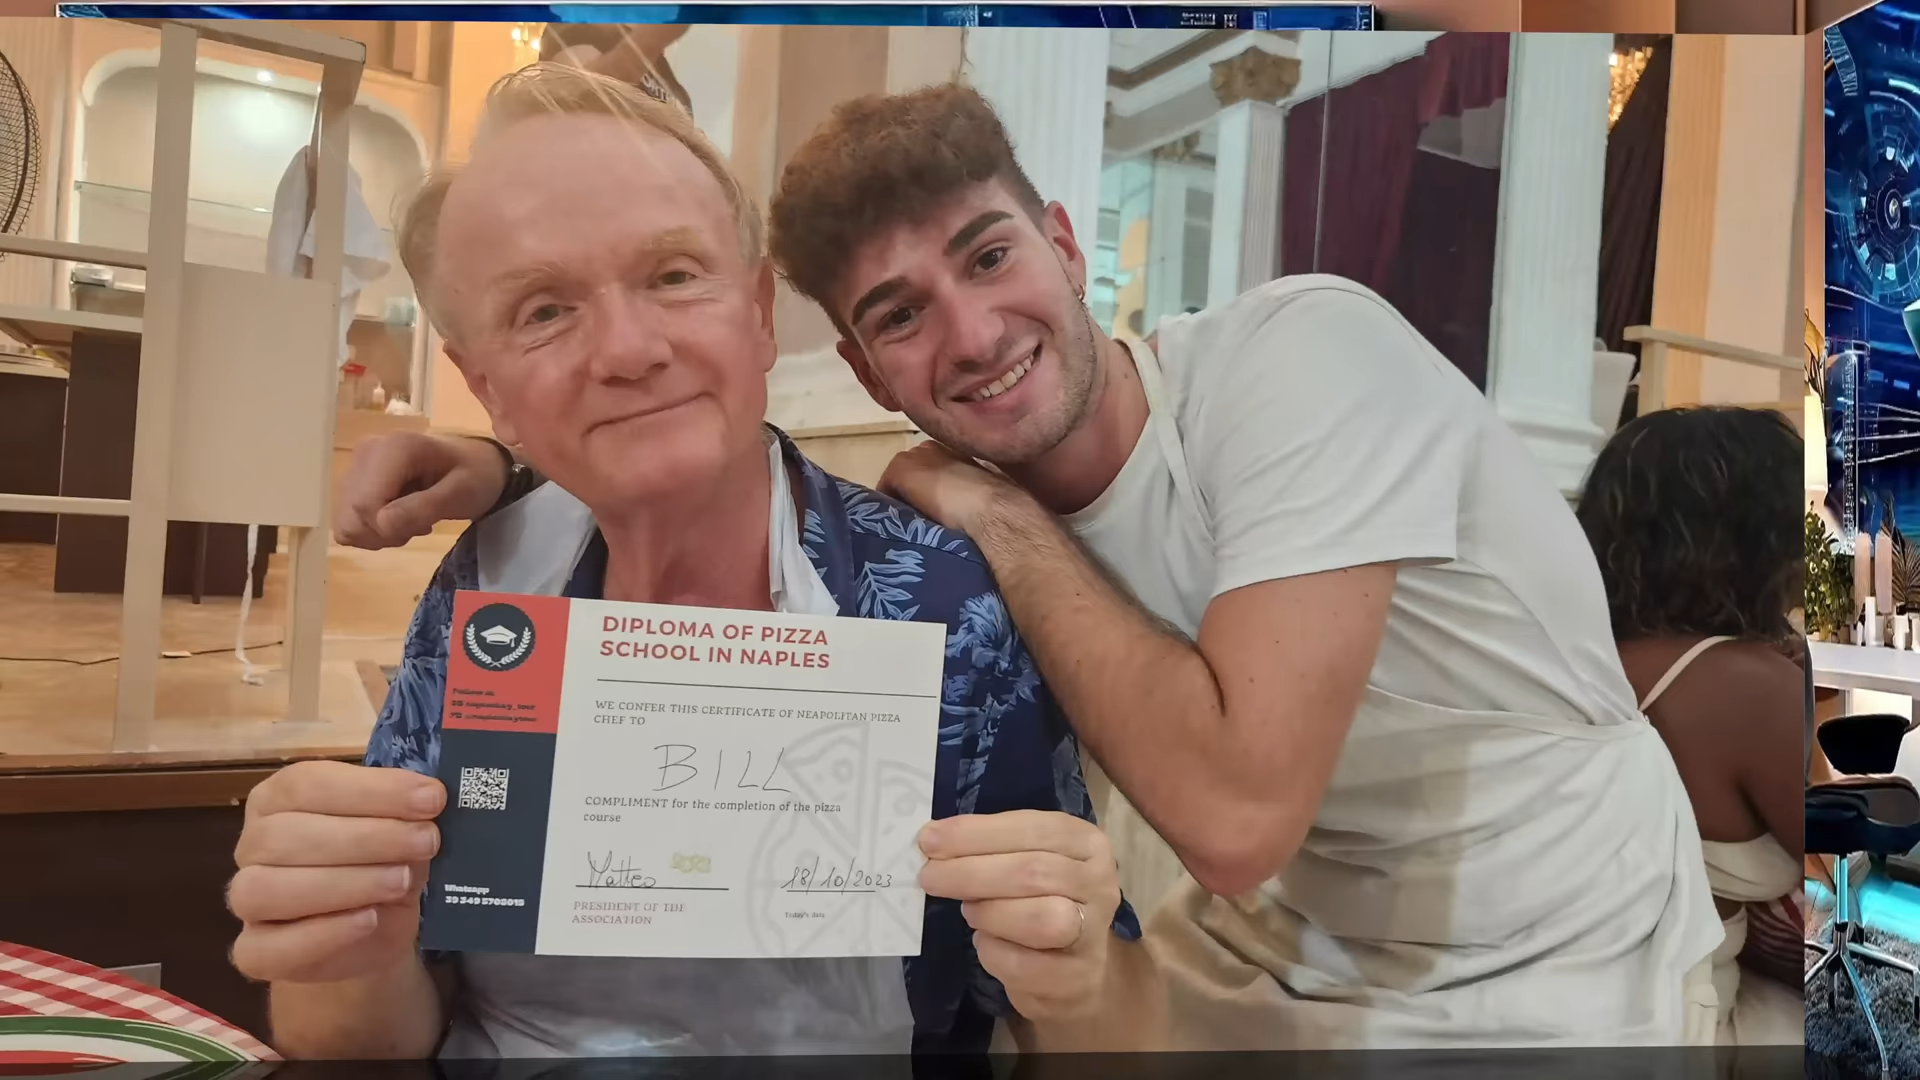 DIPLOMA OF PIZZA
SCHOOL IN NAPLES
WE CONFER THIS CERTIFICATE OF NEAPOLITAN PIZZA
CHEF TO
BILL
COMPLIMENT for the completion of the pizza
course
Matteo
18/10/2023
PRESIDENT OF THE
ASSOCIATION
Today's date
Follow us
Whatsapp
39 349 5708015